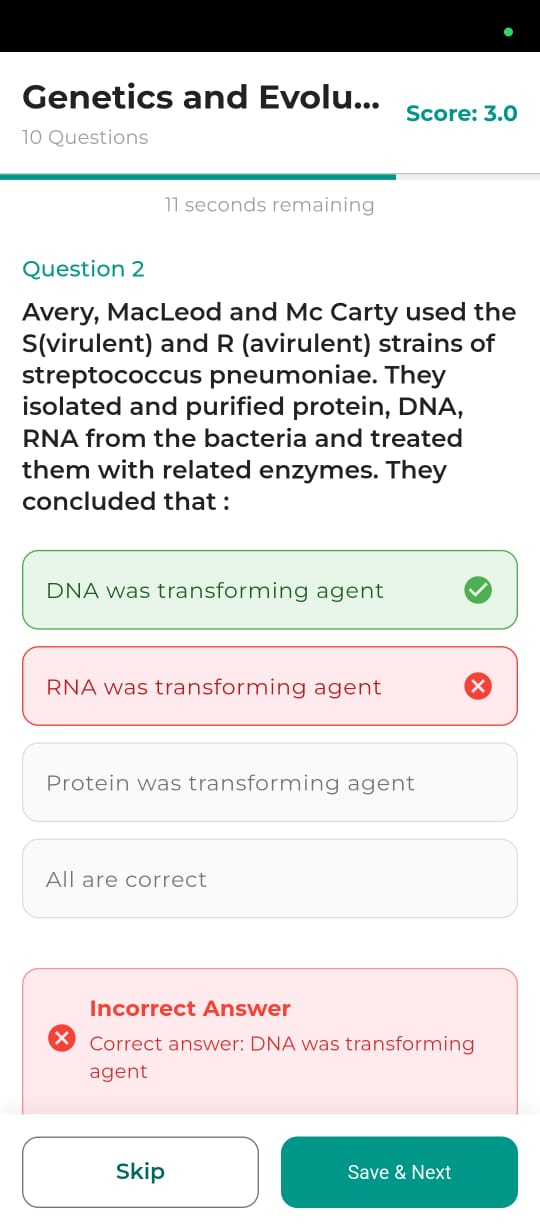 Genetics and Evolu...
Score: 3.0
10 Questions
11 seconds remaining
Question 2
Avery, MacLeod and Mc Carty used the
S(virulent) and R (avirulent) strains of
streptococcus pneumoniae. They
isolated and purified protein, DNA,
RNA from the bacteria and treated
them with related enzymes. They
concluded that :
DNA was transforming agent
RNA was transforming agent
Protein was transforming agent
All are correct
Incorrect Answer
Correct answer: DNA was transforming
agent
Skip
Save & Next